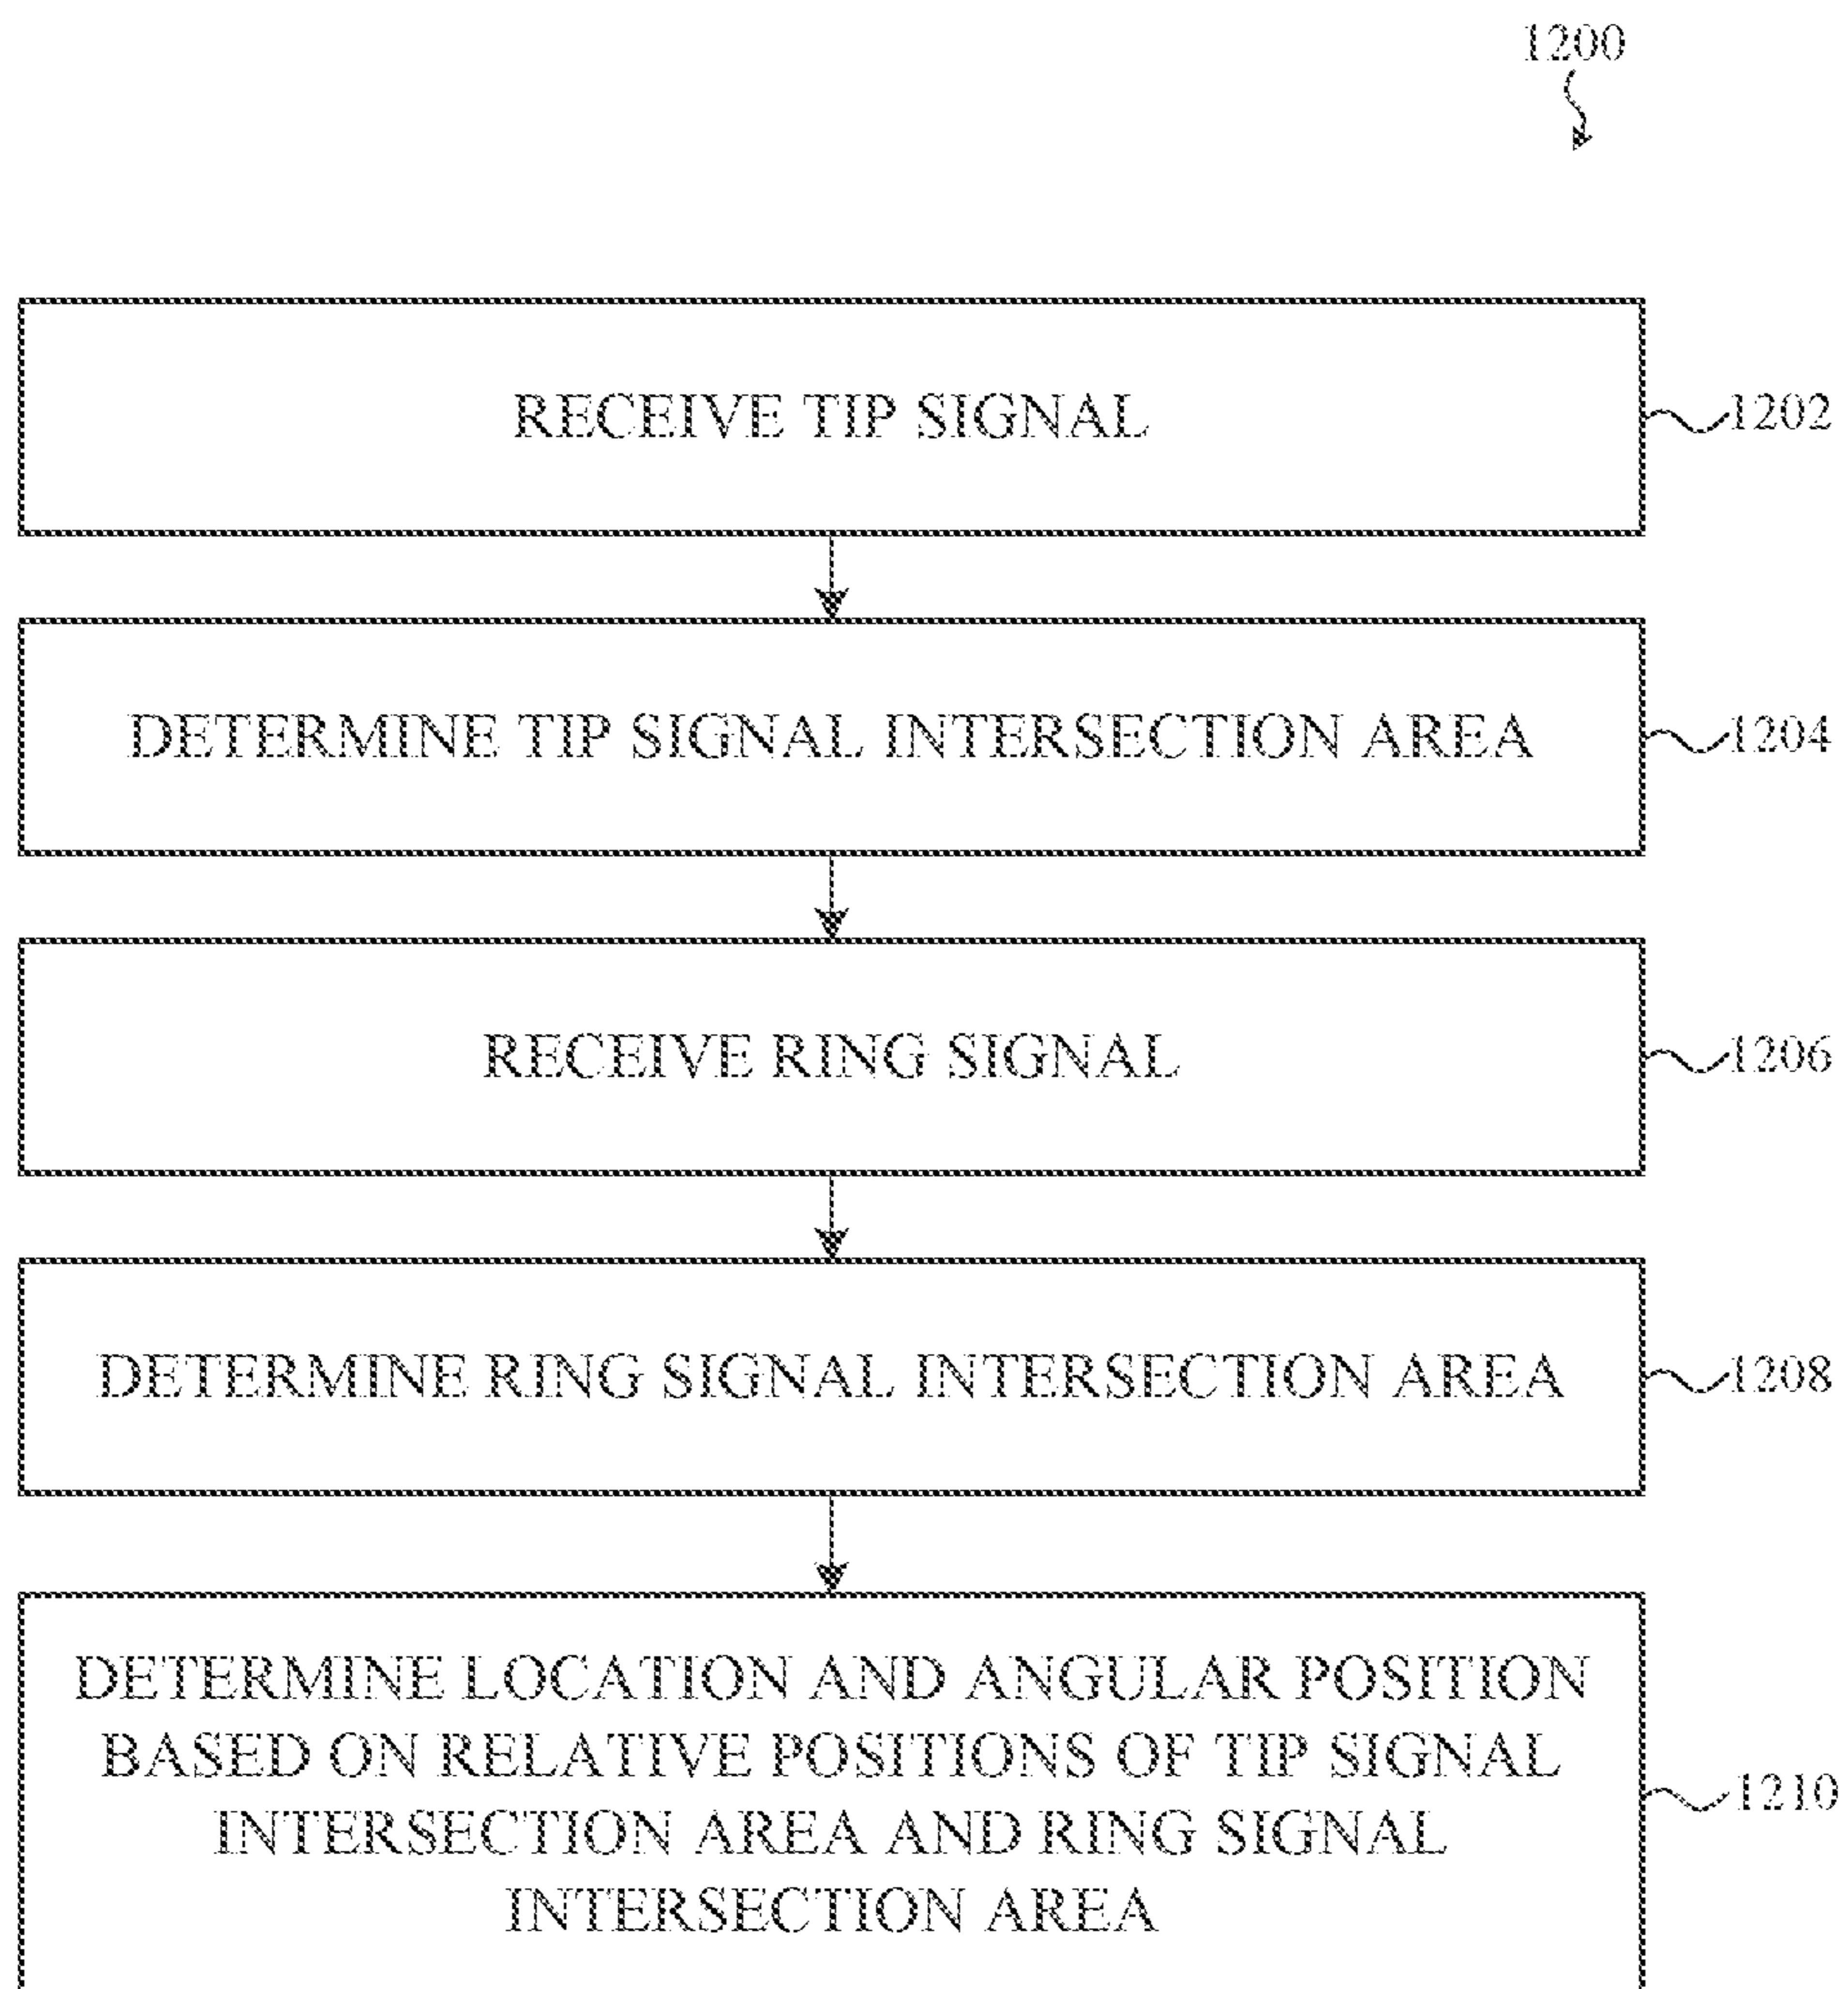 1200
RECEIVE TIP SIGNAL
1202
DETERMINE TIP SIGNAL INTERSECTION AREA
1204
RECEIVE RING SIGNAL
1206
DETERMINE RING SIGNAL INTERSECTION AREA
1208
DETERMINE LOCATION AND ANGULAR POSITION
BASED ON RELATIVE POSITIONS OF TIP SIGNAL
INTERSECTION AREA AND RING SIGNAL
INTERSECTION AREA
1210